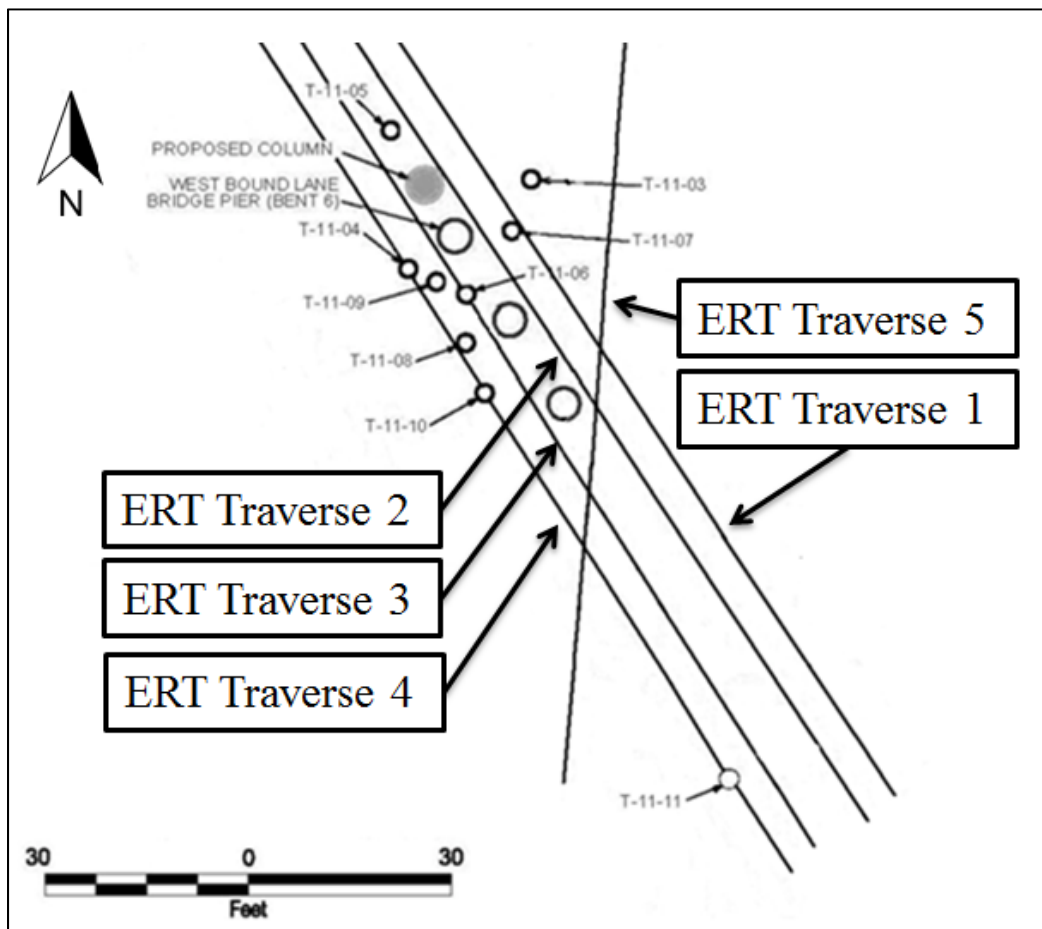 T-11-05
PROPOSED COLUMN
WEST BOUND LANE
BRIDGE PIER (BENT 6)
T-11-03
N
T-11-04
T-11-07
T-11-06
T-11-09
ERT Traverse 5
T-11-08
ERT Traverse 1
T-11-10
ERT Traverse 2
ERT Traverse 3
ERT Traverse 4
T-11-11
30 0 30
Feet